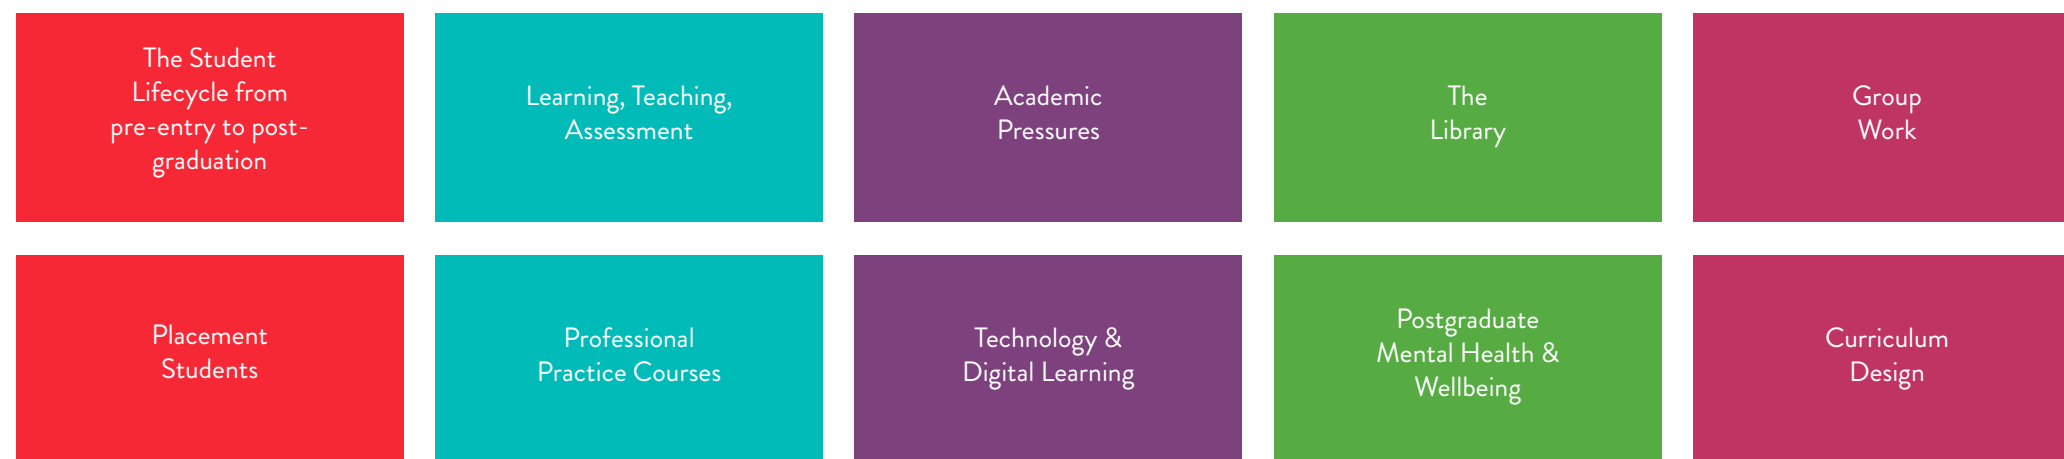 The Student
Lifecycle from
pre-entry to post-
graduation
Learning, Teaching,
Assessment
Academic
Pressures
The
Library
Group
Work
Placement
Students
Professional
Practice Courses
Technology &
Digital Learning
Postgraduate
Mental Health &
Wellbeing
Curriculum
Design